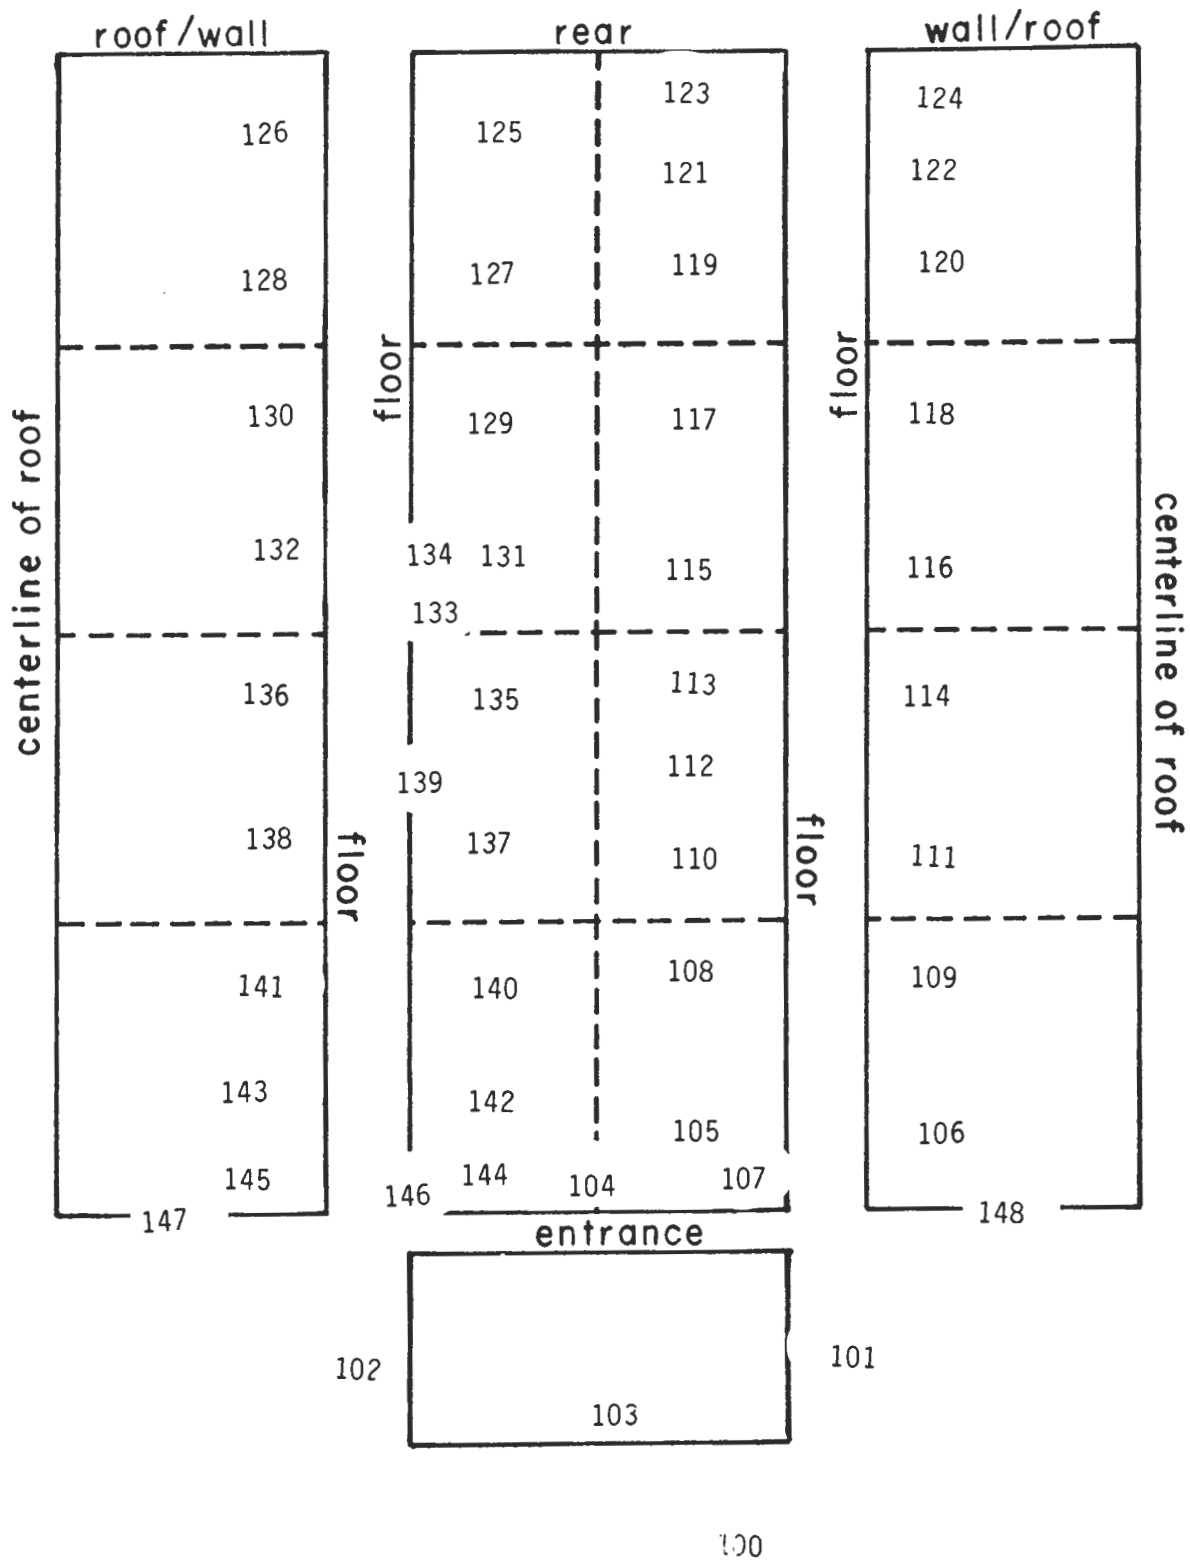 roof/wall rear wall/roof
123
124
126 125
121 122
119 120
128 127
floor floor
130 129 117 118
centerline of roof
centerline of roof
132 134 131 115 116
133
136 135 113 114
112
139
138 137 110 111
floor floor
141 140 108 109
143 142
105 106
145 146 144 104 107
147 148
entrance
102 101
103
100